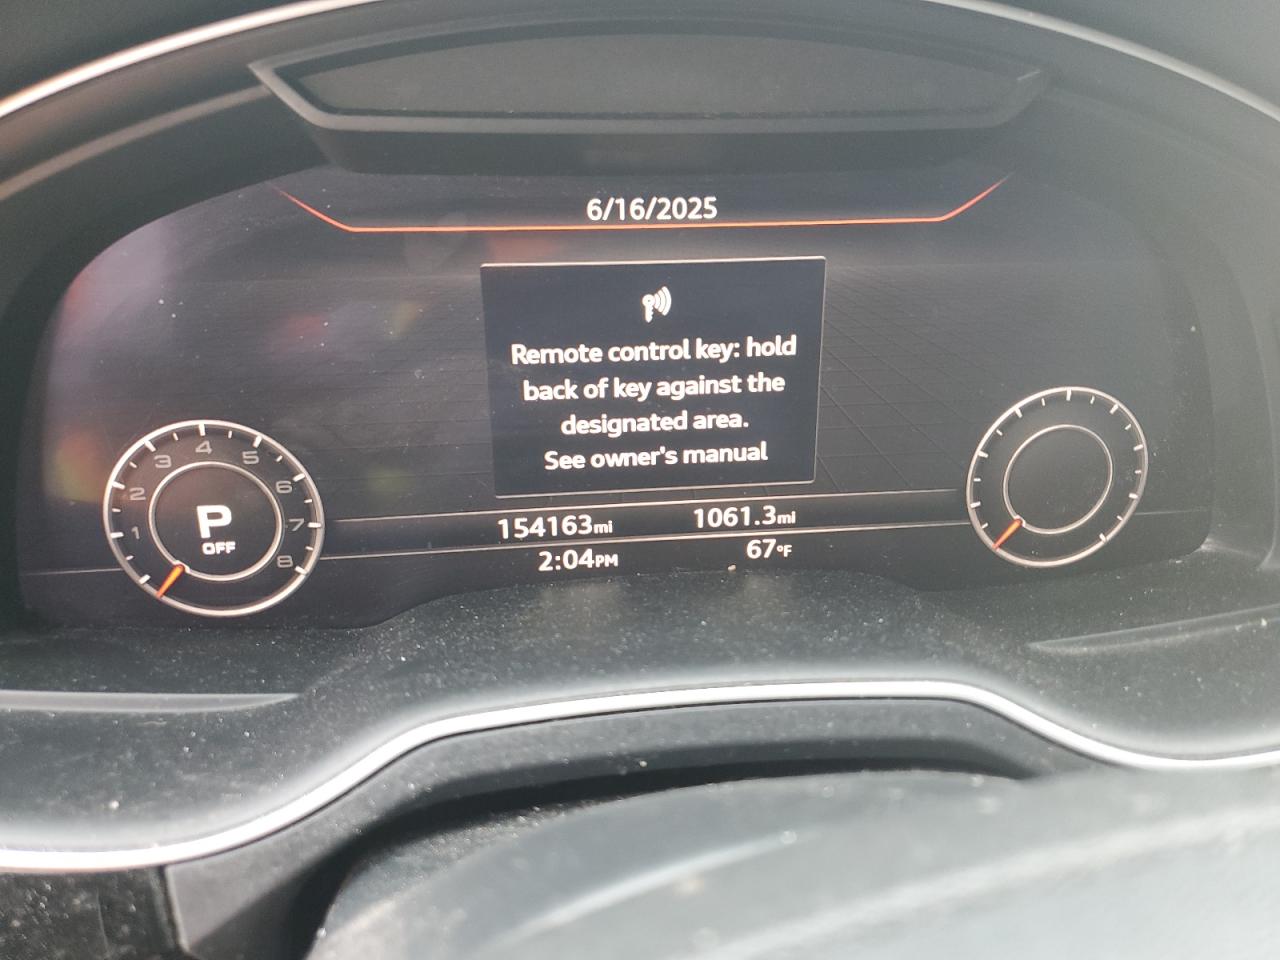 6/16/2025
Remote control key: hold
back of key against the
designated area.
See owner's manual
1 2 3 4 5 6 7 8
P
OFF
154163mi 1061.3mi
2:04PM 67°F